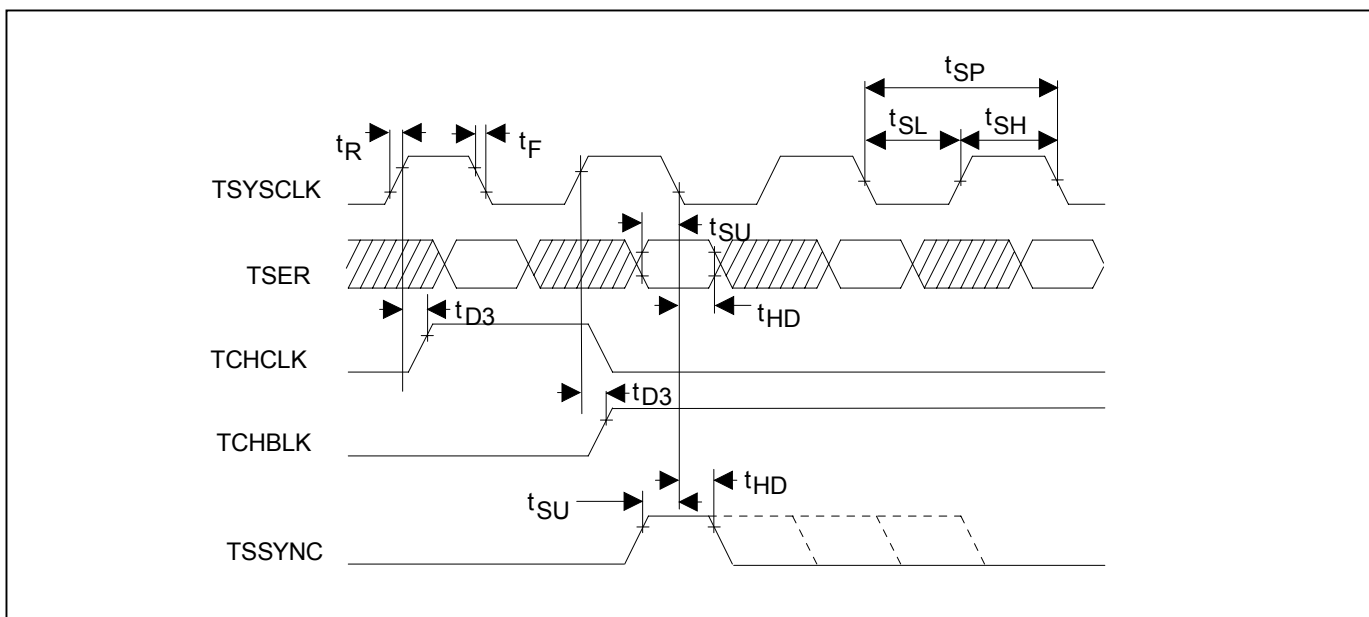 tSP
tSL tSH
tR tF
TSYSCLK
tSU
TSER
tD3 tHD
TCHCLK
tD3
TCHBLK
tSU tHD
TSSYNC